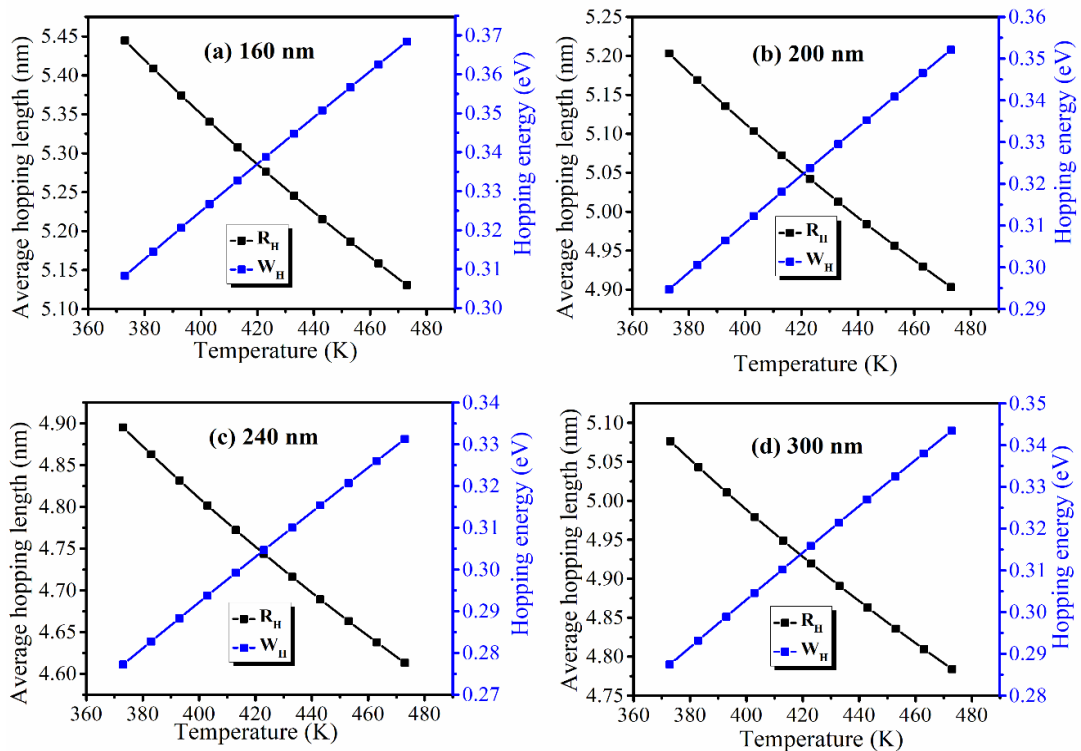 (a) 160 nm
Average hopping length (nm)
5.45
5.40
5.35
5.30
5.25
5.20
5.15
5.10
Hopping energy (eV)
0.37
0.36
0.35
0.34
0.33
0.32
0.31
0.30
R_H
W_H
360 380 400 420 440 460 480
Temperature (K)
(b) 200 nm
Average hopping length (nm)
5.25
5.20
5.15
5.10
5.05
5.00
4.95
4.90
Hopping energy (eV)
0.36
0.35
0.34
0.33
0.32
0.31
0.30
0.29
R_H
W_H
360 380 400 420 440 460 480
Temperature (K)
(c) 240 nm
Average hopping length (nm)
4.90
4.85
4.80
4.75
4.70
4.65
4.60
Hopping energy (eV)
0.34
0.33
0.32
0.31
0.30
0.29
0.28
0.27
R_H
W_H
360 380 400 420 440 460 480
Temperature (K)
(d) 300 nm
Average hopping length (nm)
5.10
5.05
5.00
4.95
4.90
4.85
4.80
4.75
Hopping energy (eV)
0.35
0.34
0.33
0.32
0.31
0.30
0.29
0.28
R_H
W_H
360 380 400 420 440 460 480
Temperature (K)